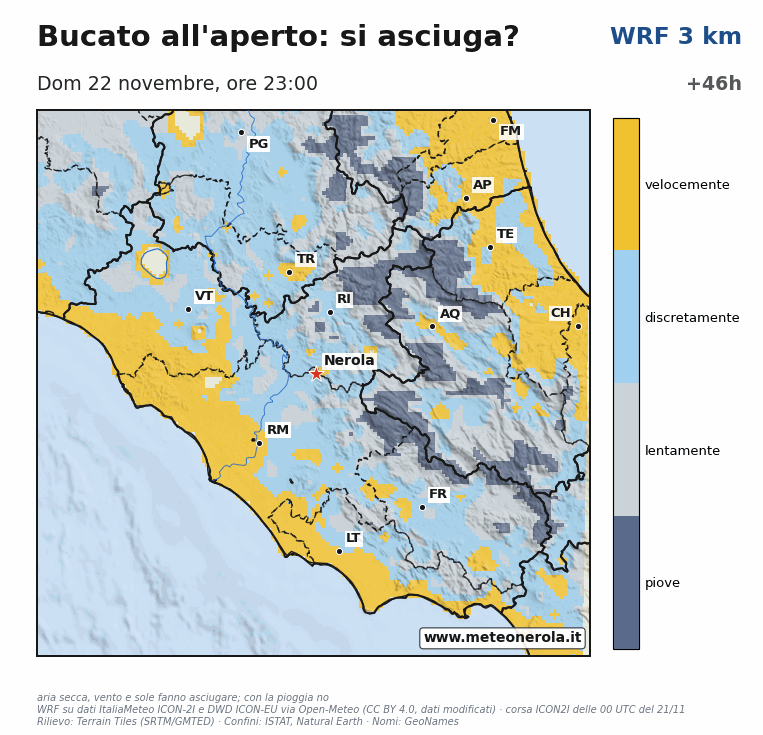 Bucato all'aperto: si asciuga?
WRF 3 km
Dom 22 novembre, ore 23:00
+46h
FM
PG
AP
TE
TR
VT
RI
AQ
CH
Nerola
RM
FR
LT
www.meteonerola.it
velocemente
discretamente
lentamente
piove
aria secca, vento e sole fanno asciugare; con la pioggia no
WRF su dati ItaliaMeteo ICON-2I e DWD ICON-EU via Open-Meteo (CC BY 4.0, dati modificati) · corsa ICON2I delle 00 UTC del 21/11
Rilievo: Terrain Tiles (SRTM/GMTED) · Confini: ISTAT, Natural Earth · Nomi: GeoNames